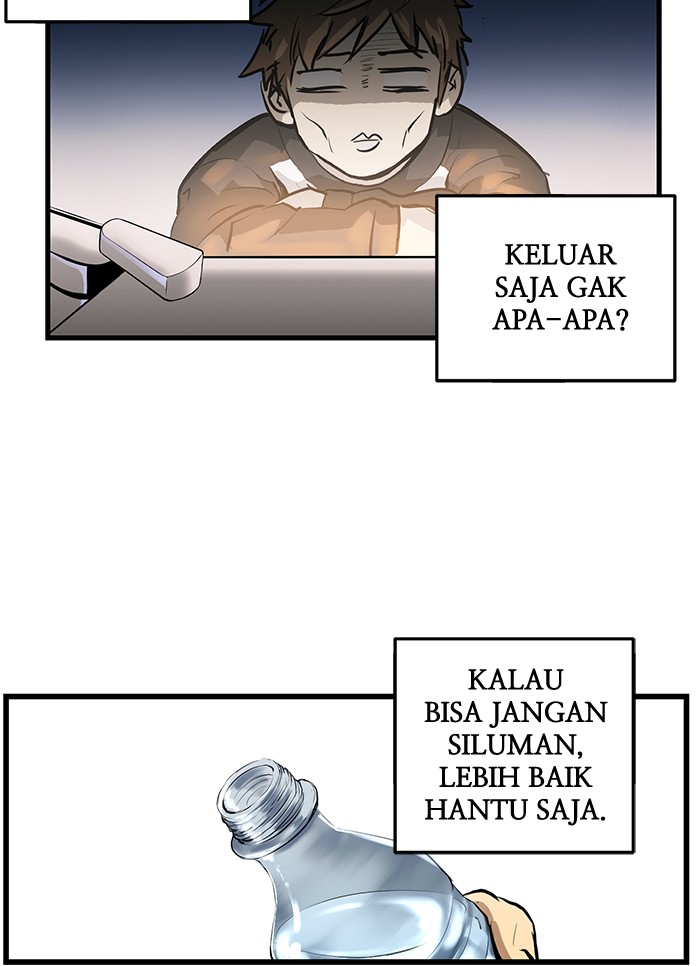 KELUAR
SAJA GAK
APA-APA?
KALAU
BISA JANGAN
SILUMAN,
LEBIH BAIK
HANTU SAJA.